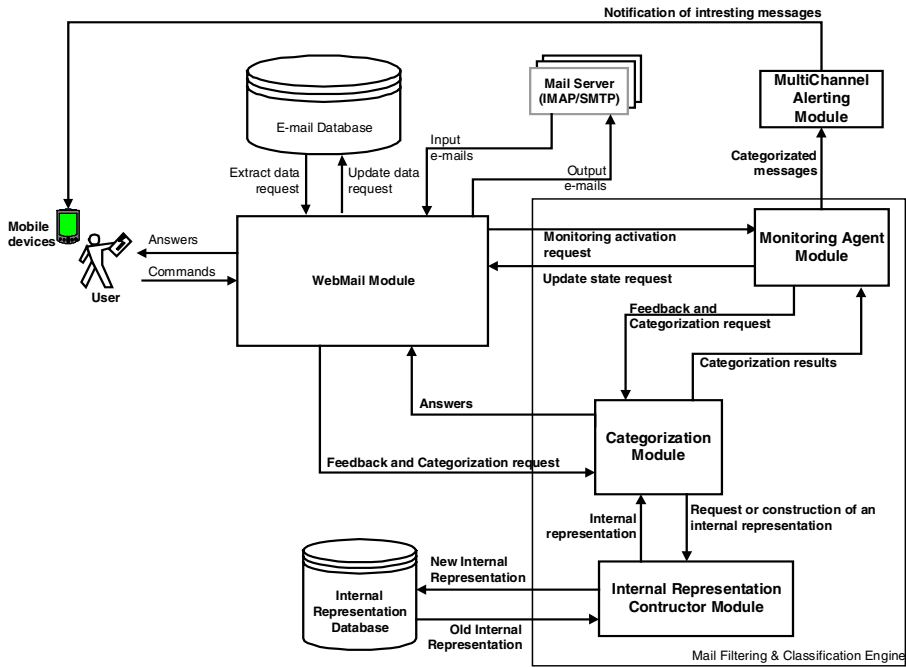 Notification of intresting messages
Mail Server
(IMAP/SMTP)
MultiChannel
Alerting
Module
E-mail Database
Input
e-mails
Categorizated
messages
Extract data
request
Update data
request
Output
e-mails
Mobile
devices
Answers
Commands
User
WebMail Module
Monitoring activation
request
Update state request
Monitoring Agent
Module
Feedback and
Categorization request
Categorization results
Answers
Categorization
Module
Feedback and Categorization request
Internal
representation
Request or construction of an
internal representation
New Internal
Representation
Internal
Representation
Database
Internal Representation
Contructor Module
Old Internal
Representation
Mail Filtering & Classification Engine